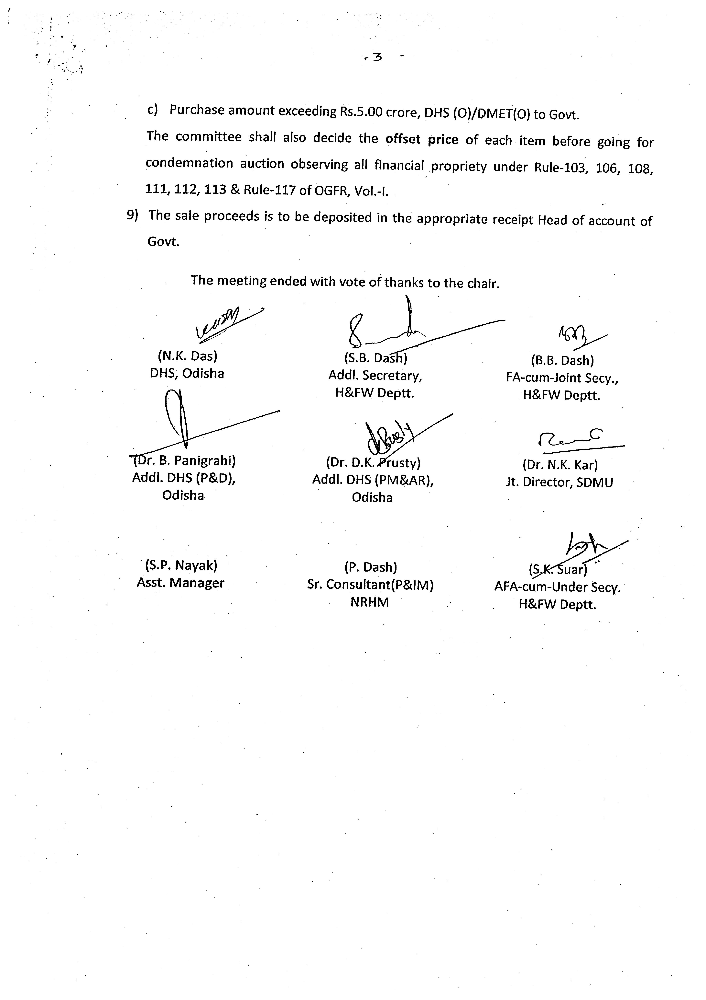 -3 -
c) Purchase amount exceeding Rs.5.00 crore, DHS (O)/DMET(O) to Govt.
The committee shall also decide the offset price of each item before going for
condemnation auction observing all financial propriety under Rule-103, 106, 108,
111, 112, 113 & Rule-117 of OGFR, Vol.-I.
9) The sale proceeds is to be deposited in the appropriate receipt Head of account of
Govt.
The meeting ended with vote of thanks to the chair.
(N.K. Das) (S.B. Dash) (B.B. Dash)
DHS, Odisha Addl. Secretary, FA-cum-Joint Secy.,
H&FW Deptt. H&FW Deptt.
(Dr. B. Panigrahi) (Dr. D.K. Prusty) (Dr. N.K. Kar)
Addl. DHS (P&D), Addl. DHS (PM&AR), Jt. Director, SDMU
Odisha Odisha
(S.P. Nayak) (P. Dash) (S.K. Suar)
Asst. Manager Sr. Consultant(P&IM) AFA-cum-Under Secy.
NRHM H&FW Deptt.